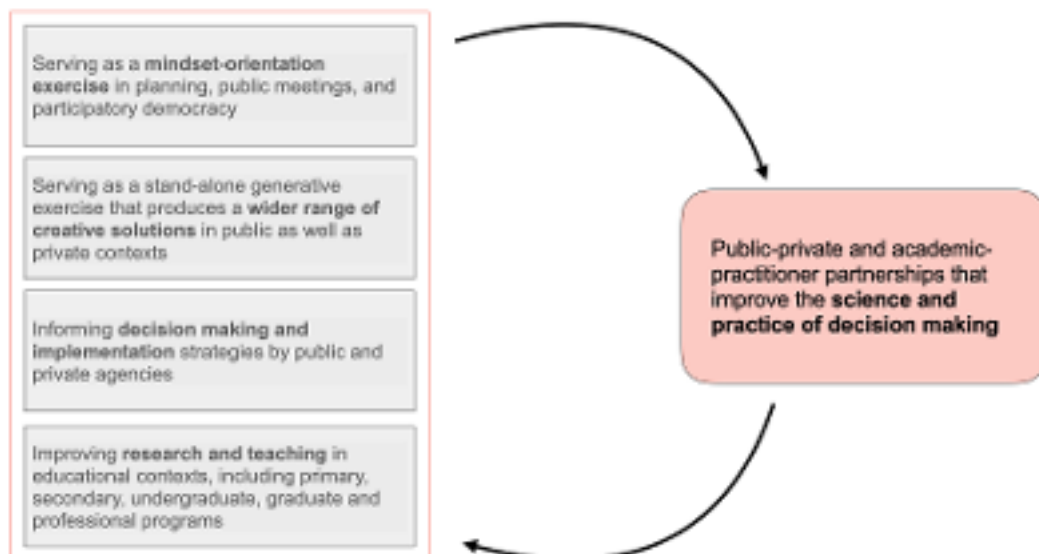 Serving as a mindset-orientation
exercise in planning, public meetings, and
participatory democracy
Serving as a stand-alone generative
exercise that produces a wider range of
creative solutions in public as well as
private contexts
Informing decision making and
implementation strategies by public and
private agencies
Improving research and teaching in
educational contexts, including primary,
secondary, undergraduate, graduate and
professional programs
Public-private and academic-
practitioner partnerships that
improve the science and
practice of decision making